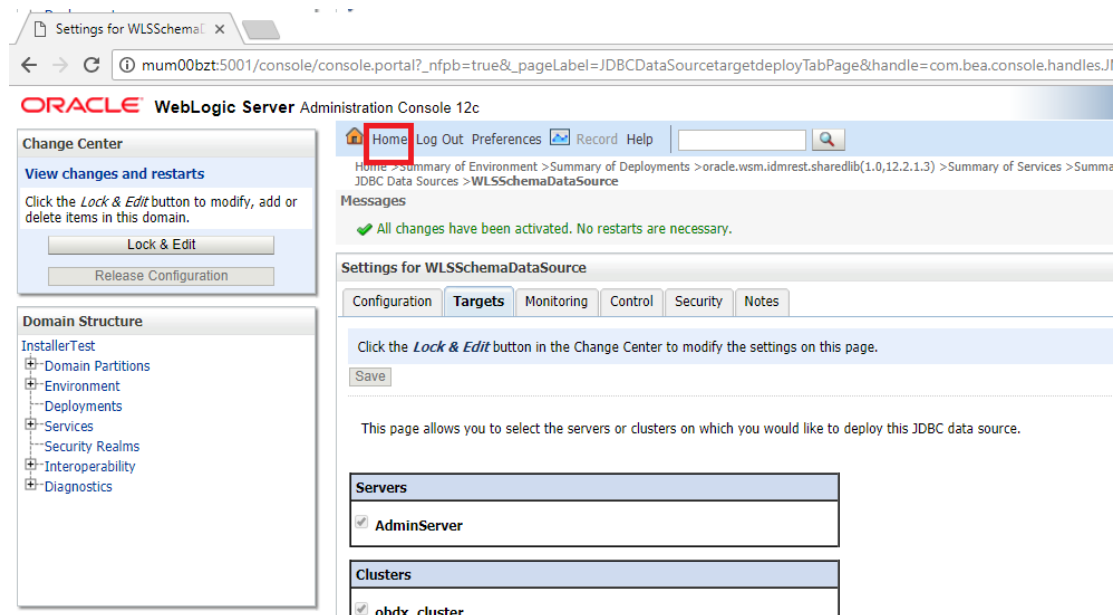 Settings for WLSSchemaD
mum00bzt:5001/console/console.portal?_nfpb=true&_pageLabel=JDBCDataSourcetargetdeployTabPage&handle=com.bea.console.handles.JM
ORACLE WebLogic Server Administration Console 12c
Change Center
View changes and restarts
Click the Lock & Edit button to modify, add or
delete items in this domain.
Lock & Edit
Release Configuration
Domain Structure
InstallerTest
Domain Partitions
Environment
Deployments
Services
Security Realms
Interoperability
Diagnostics
Home Log Out Preferences Record Help
Home >Summary of Environment >Summary of Deployments >oracle.wsm.idmrest.sharedlib(1.0,12.2.1.3) >Summary of Services >Summa
JDBC Data Sources >WLSSchemaDataSource
Messages
All changes have been activated. No restarts are necessary.
Settings for WLSSchemaDataSource
Configuration Targets Monitoring Control Security Notes
Click the Lock & Edit button in the Change Center to modify the settings on this page.
Save
This page allows you to select the servers or clusters on which you would like to deploy this JDBC data source.
Servers
AdminServer
Clusters
obdx_cluster